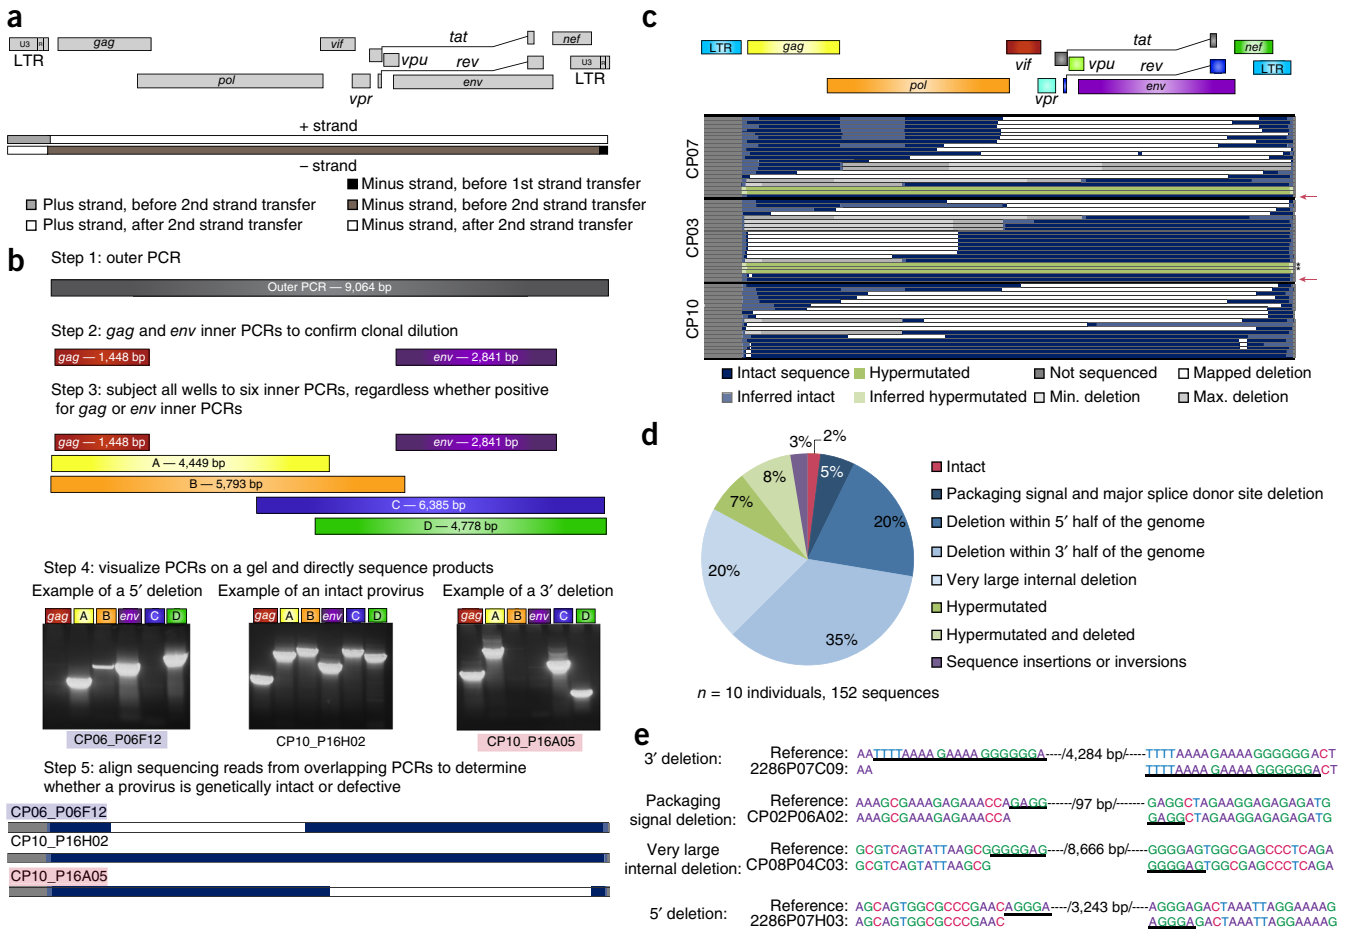 a
U3
R
LTR
gag
pol
vif
vpr
vpu
tat
rev
env
nef
U3
R
LTR
+ strand
– strand
Minus strand, before 1st strand transfer
Plus strand, before 2nd strand transfer
Minus strand, before 2nd strand transfer
Plus strand, after 2nd strand transfer
Minus strand, after 2nd strand transfer
b
Step 1: outer PCR
Outer PCR — 9,064 bp
Step 2: gag and env inner PCRs to confirm clonal dilution
gag — 1,448 bp
env — 2,841 bp
Step 3: subject all wells to six inner PCRs, regardless whether positive
for gag or env inner PCRs
gag — 1,448 bp
env — 2,841 bp
A — 4,449 bp
B — 5,793 bp
C — 6,385 bp
D — 4,778 bp
Step 4: visualize PCRs on a gel and directly sequence products
Example of a 5′ deletion
Example of an intact provirus
Example of a 3′ deletion
gag A B env C D
gag A B env C D
gag A B env C D
CP06_P06F12
CP10_P16H02
CP10_P16A05
Step 5: align sequencing reads from overlapping PCRs to determine
whether a provirus is genetically intact or defective
CP06_P06F12
CP10_P16H02
CP10_P16A05
c
LTR
gag
pol
vif
vpr
vpu
tat
rev
env
nef
LTR
CP07
CP03
CP10
*
*
Intact sequence
Hypermutated
Not sequenced
Mapped deletion
Inferred intact
Inferred hypermutated
Min. deletion
Max. deletion
d
3%
2%
5%
20%
35%
20%
7%
8%
Intact
Packaging signal and major splice donor site deletion
Deletion within 5′ half of the genome
Deletion within 3′ half of the genome
Very large internal deletion
Hypermutated
Hypermutated and deleted
Sequence insertions or inversions
n = 10 individuals, 152 sequences
e
3′ deletion:
Reference: AATTTTAAAAGAAAAGGGGGGGA----/4,284 bp/-----TTTTAAAAGAAAAGGGGGGACT
2286P07C09: AA TTTTAAAAGAAAAGGGGGGGACT
Packaging
signal deletion:
Reference: AAAGCGAAAGAGAAACCAGAGG-----/97 bp/------GAGGCTAGAAGGAGAGAGATG
CP02P06A02: AAAGCGAAAGAGAAACCA GAGGCTAGAAGGAGAGAGATG
Very large
internal deletion:
Reference: GCGTCAGTATTAAGCGGGGGAG----/8,666 bp/----GGGGAGTGGCGAGCCCTCAGA
CP08P04C03: GCGTCAGTATTAAGCG GGGGAGTGGCGAGCCCTCAGA
5′ deletion:
Reference: AGCAGTGGCGCCCGAACAGGGA----/3,243 bp/----AGGGAGACTAAATTAGGAAAAG
2286P07H03: AGCAGTGGCGCCCGAAC AGGGAGACTAAATTAGGAAAAG